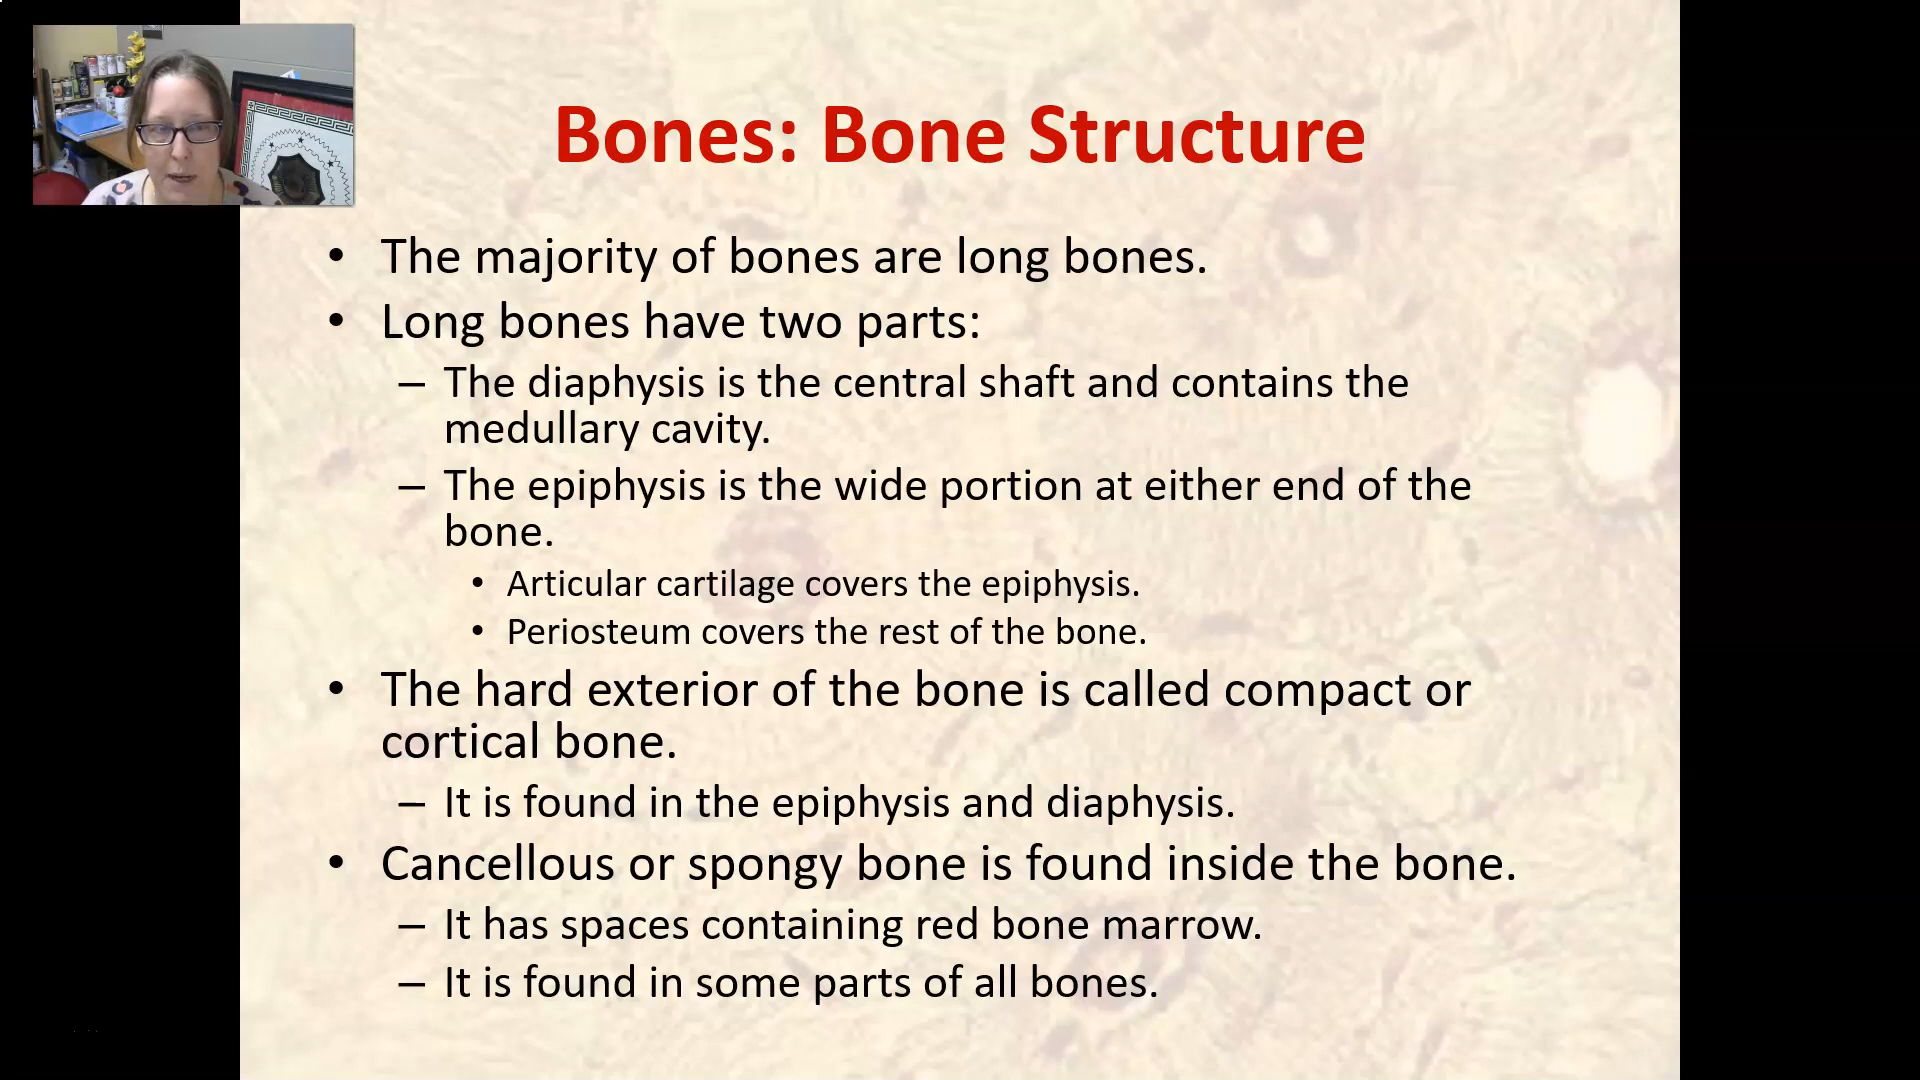 Bones: Bone Structure
• The majority of bones are long bones.
• Long bones have two parts:
– The diaphysis is the central shaft and contains the
medullary cavity.
– The epiphysis is the wide portion at either end of the
bone.
• Articular cartilage covers the epiphysis.
• Periosteum covers the rest of the bone.
• The hard exterior of the bone is called compact or
cortical bone.
– It is found in the epiphysis and diaphysis.
• Cancellous or spongy bone is found inside the bone.
– It has spaces containing red bone marrow.
– It is found in some parts of all bones.